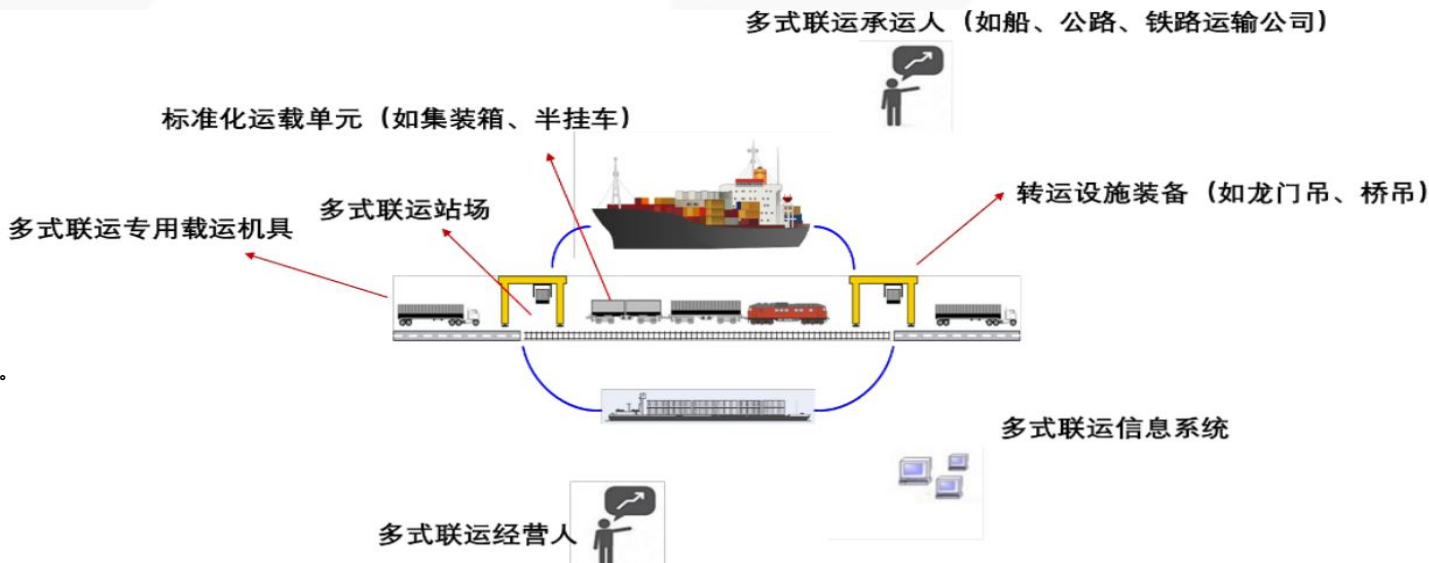 多式联运承运人（如船、公路、铁路运输公司）
标准化运载单元（如集装箱、半挂车）
转运设施装备（如龙门吊、桥吊）
多式联运站场
多式联运专用载运机具
。
多式联运信息系统
多式联运经营人